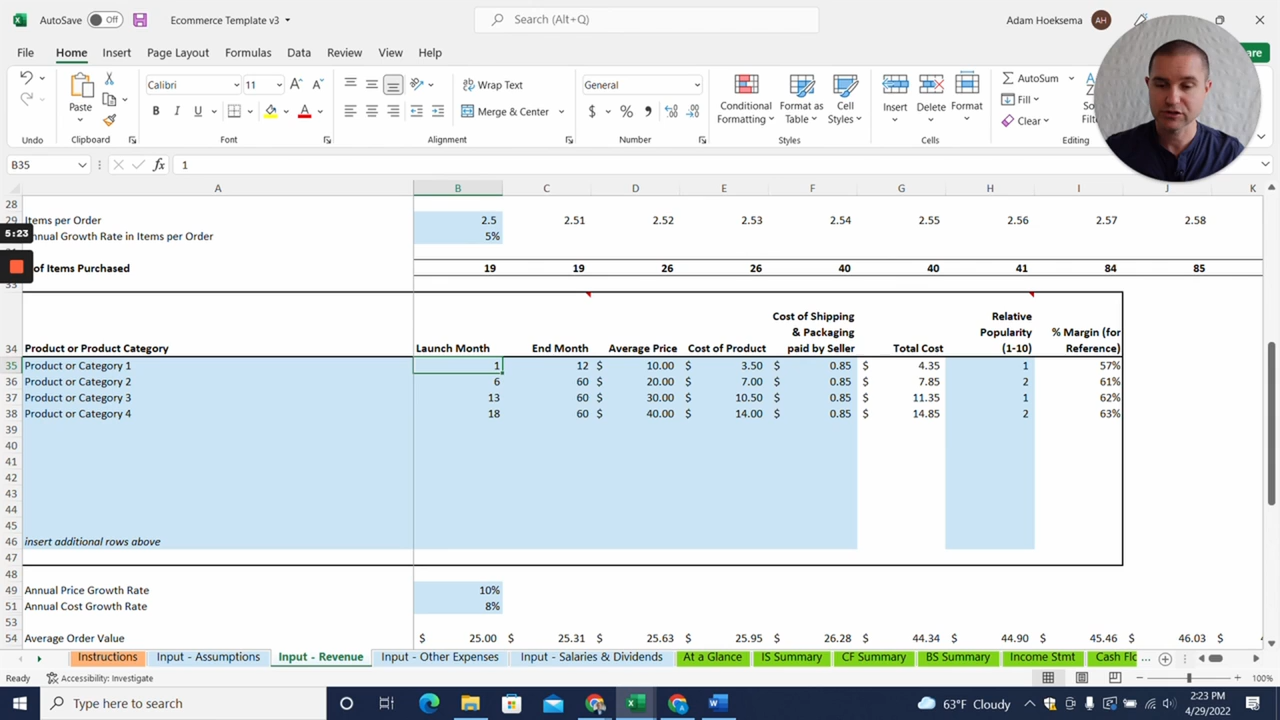 AutoSave Off Ecommerce Template v3 Search (Alt+Q) Adam Hoeksema AH
File Home Insert Page Layout Formulas Data Review View Help
Calibri 11 Wrap Text General AutoSum
Paste B I U Merge & Center $ % Conditional Formatting Format as Table Cell Styles Insert Delete Format Fill Clear
Undo Clipboard Font Alignment Number Styles Cells Editing
B35 fx 1
A B C D E F G H I J K
28
29 Items per Order 2.5 2.51 2.52 2.53 2.54 2.55 2.56 2.57 2.58
5:23 nnual Growth Rate in Items per Order 5%
of Items Purchased 19 19 26 26 40 40 41 84 85
33
34 Product or Product Category Launch Month End Month Average Price Cost of Product Cost of Shipping & Packaging paid by Seller Total Cost Relative Popularity (1-10) % Margin (for Reference)
35 Product or Category 1 1 12 $ 10.00 $ 3.50 $ 0.85 $ 4.35 1 57%
36 Product or Category 2 6 60 $ 20.00 $ 7.00 $ 0.85 $ 7.85 2 61%
37 Product or Category 3 13 60 $ 30.00 $ 10.50 $ 0.85 $ 11.35 1 62%
38 Product or Category 4 18 60 $ 40.00 $ 14.00 $ 0.85 $ 14.85 2 63%
39
40
41
42
43
44
45
46 insert additional rows above
47
48
49 Annual Price Growth Rate 10%
51 Annual Cost Growth Rate 8%
53
54 Average Order Value $ 25.00 $ 25.31 $ 25.63 $ 25.95 $ 26.28 $ 44.34 $ 44.90 $ 45.46 $ 46.03 $
Instructions Input - Assumptions Input - Revenue Input - Other Expenses Input - Salaries & Dividends At a Glance IS Summary CF Summary BS Summary Income Stmt Cash Flo ...
Ready Accessibility: Investigate 100%
Type here to search 63°F Cloudy 2:23 PM
4/29/2022